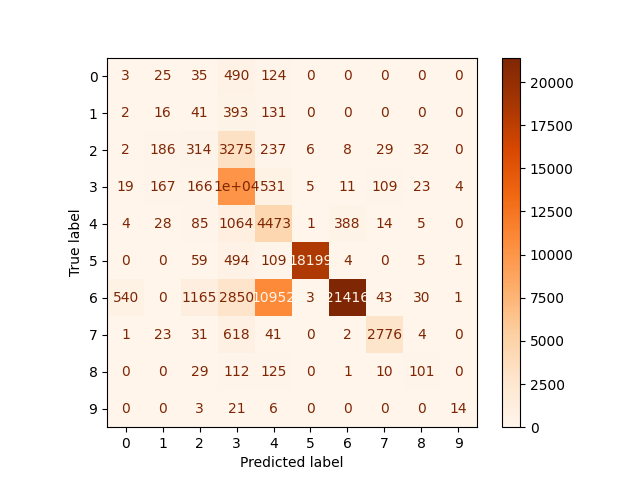 0 3 25 35 490 124 0 0 0 0 0
1 2 16 41 393 131 0 0 0 0 0
2 2 186 314 3275 237 6 8 29 32 0
3 19 167 166 1e+04 531 5 11 109 23 4
4 4 28 85 1064 4473 1 388 14 5 0
5 0 0 59 494 109 18199 4 0 5 1
6 540 0 1165 2850 10952 3 21416 43 30 1
7 1 23 31 618 41 0 2 2776 4 0
8 0 0 29 112 125 0 1 10 101 0
9 0 0 3 21 6 0 0 0 0 14
0 1 2 3 4 5 6 7 8 9
Predicted label
True label
20000
17500
15000
12500
10000
7500
5000
2500
0